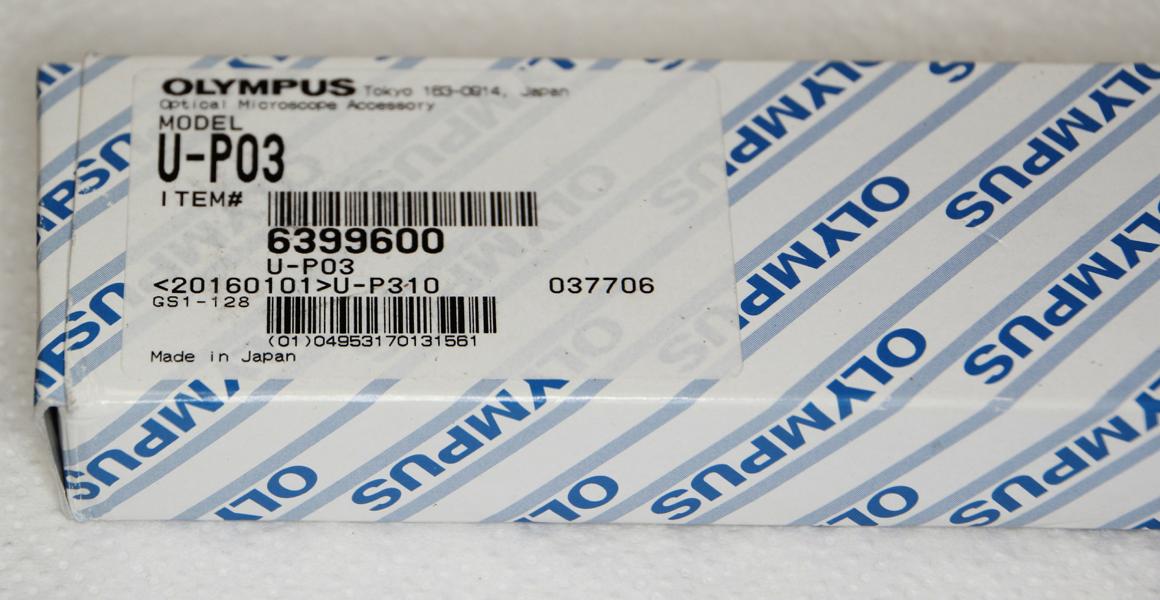 OLYMPUS Tokyo 163-0914, Japan
Optical Microscope Accessory
MODEL
U-P03
ITEM#
6399600
U-P03
<20160101>U-P310 037706
GS1-128
(01)04953170131561
Made in Japan
OLYMPUS
OLYMPUS
OLYMPUS
OLYMPUS
OLYMPUS